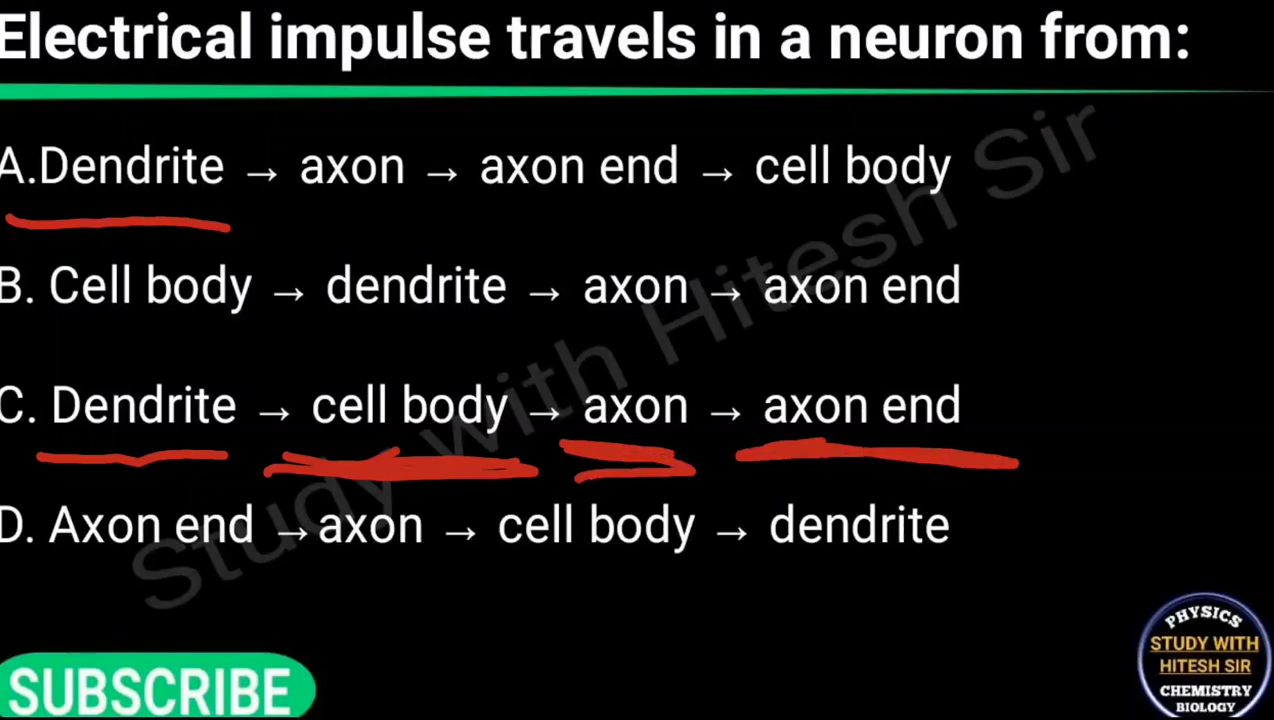 Electrical impulse travels in a neuron from:
A.Dendrite → axon → axon end → cell body
B. Cell body → dendrite → axon → axon end
C. Dendrite → cell body → axon → axon end
D. Axon end →axon → cell body → dendrite
Study with Hitesh Sir
SUBSCRIBE
PHYSICS
STUDY WITH
HITESH SIR
CHEMISTRY
BIOLOGY